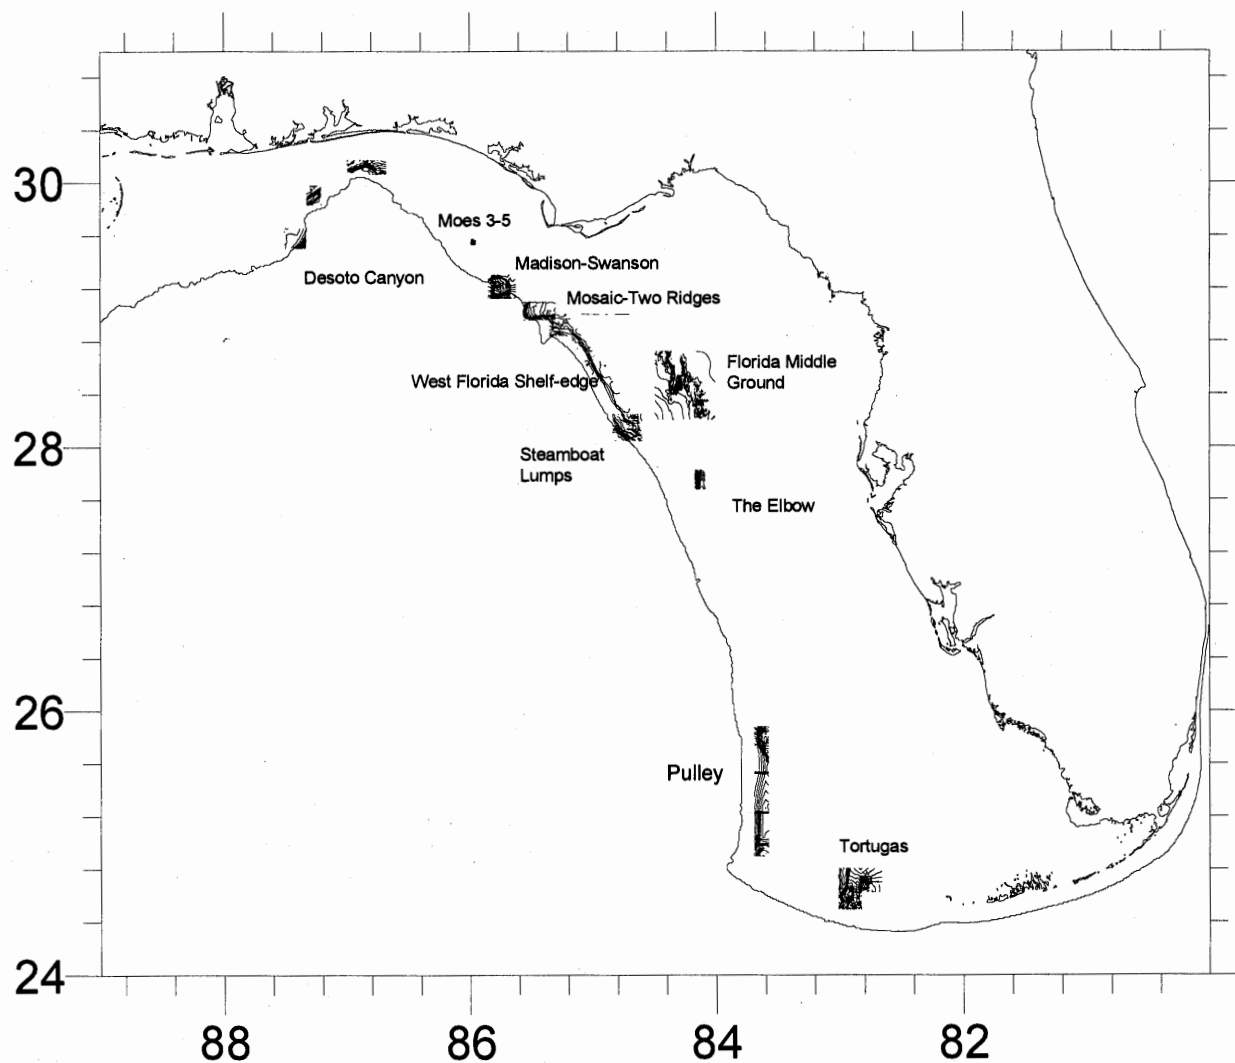 30
Moes 3-5
Madison-Swanson
Desoto Canyon
Mosaic-Two Ridges
Florida Middle
Ground
West Florida Shelf-edge
28
Steamboat
Lumps
The Elbow
26
Pulley
Tortugas
24
88
86
84
82